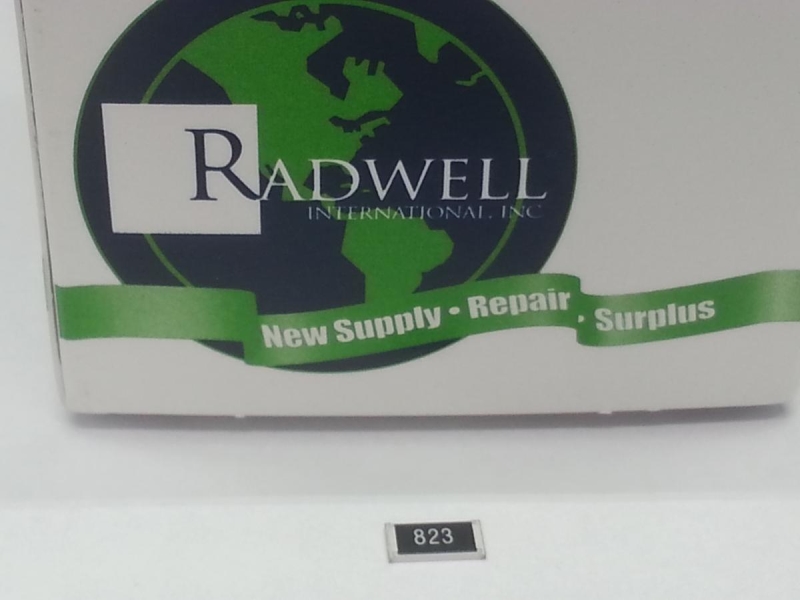 RADWELL
INTERNATIONAL, INC
New Supply • Repair • Surplus
823